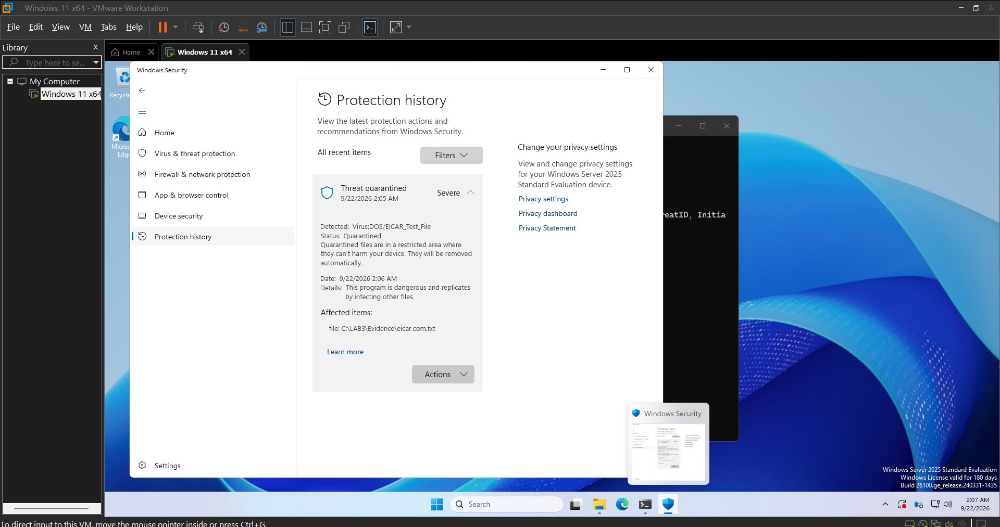 Windows 11 x64 - VMware Workstation
File Edit View VM Tabs Help
Library
Type here to se...
My Computer
Windows 11 x64
Home
Windows 11 x64
Recycle
Micros
Edg
Windows Security
Home
Virus & threat protection
Firewall & network protection
App & browser control
Device security
Protection history
Settings
Protection history
View the latest protection actions and
recommendations from Windows Security.
All recent items
Filters
Threat quarantined
9/22/2026 2:05 AM
Severe
Detected: Virus:DOS/EICAR_Test_File
Status: Quarantined
Quarantined files are in a restricted area where
they can't harm your device. They will be removed
automatically.
Date: 9/22/2026 2:06 AM
Details: This program is dangerous and replicates
by infecting other files.
Affected items:
file: C:\LAB3\Evidence\eicar.com.txt
Learn more
Actions
Change your privacy settings
View and change privacy settings
for your Windows Server 2025
Standard Evaluation device.
Privacy settings
Privacy dashboard
Privacy Statement
reatID, Initia
Windows Security
Windows Server 2025 Standard Evaluation
Windows License valid for 180 days
Build 26100.ge_release.240331-1435
Search
2:07 AM
9/22/2026
To direct input to this VM, move the mouse pointer inside or press Ctrl+G.